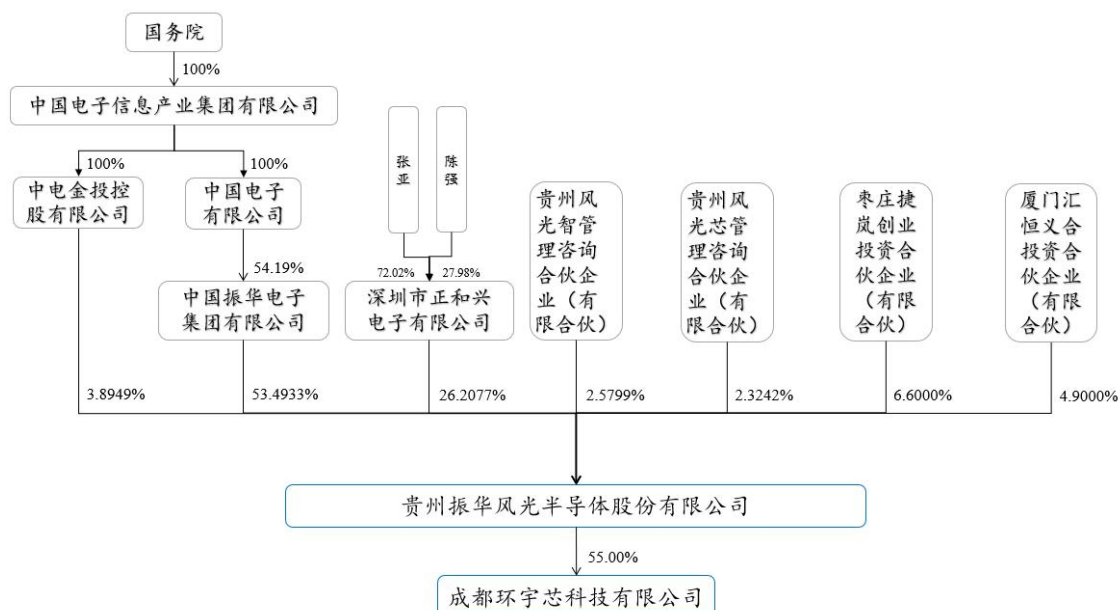 国务院
100%
中国电子信息产业集团有限公司
100%
100%
中电金投控
股有限公司
中国电子
有限公司
张亚
陈强
贵州风
光智管
理咨询
合伙企
业（有
限合伙）
贵州风
光芯管
理咨询
合伙企
业（有
限合伙）
枣庄捷
岚创业
投资合
伙企业
（有限
合伙）
厦门汇
恒义合
投资合
伙企业
（有限
合伙）
54.19%
72.02%
27.98%
中国振华电子
集团有限公司
深圳市正和兴
电子有限公司
3.8949%
53.4933%
26.2077%
2.5799%
2.3242%
6.6000%
4.9000%
贵州振华风光半导体股份有限公司
55.00%
成都环宇芯科技有限公司